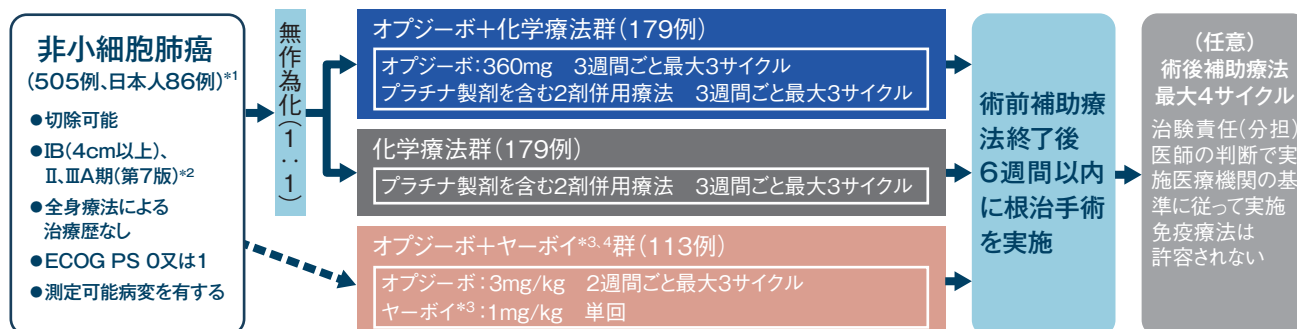 非小細胞肺癌
(505例、日本人86例)*1
●切除可能
●ⅠB(4cm以上)、
Ⅱ、ⅢA期(第7版)*2
●全身療法による
治療歴なし
●ECOG PS 0又は1
●測定可能病変を有する
無作為化(1:1)
オプジーボ+化学療法群(179例)
オプジーボ:360mg 3週間ごと最大3サイクル
プラチナ製剤を含む2剤併用療法 3週間ごと最大3サイクル
化学療法群(179例)
プラチナ製剤を含む2剤併用療法 3週間ごと最大3サイクル
オプジーボ+ヤーボイ*3、4群(113例)
オプジーボ:3mg/kg 2週間ごと最大3サイクル
ヤーボイ*3:1mg/kg 単回
術前補助療
法終了後
6週間以内
に根治手術
を実施
(任意)
術後補助療法
最大4サイクル
治験責任(分担)
医師の判断で実
施医療機関の基
準に従って実施
免疫療法は
許容されない